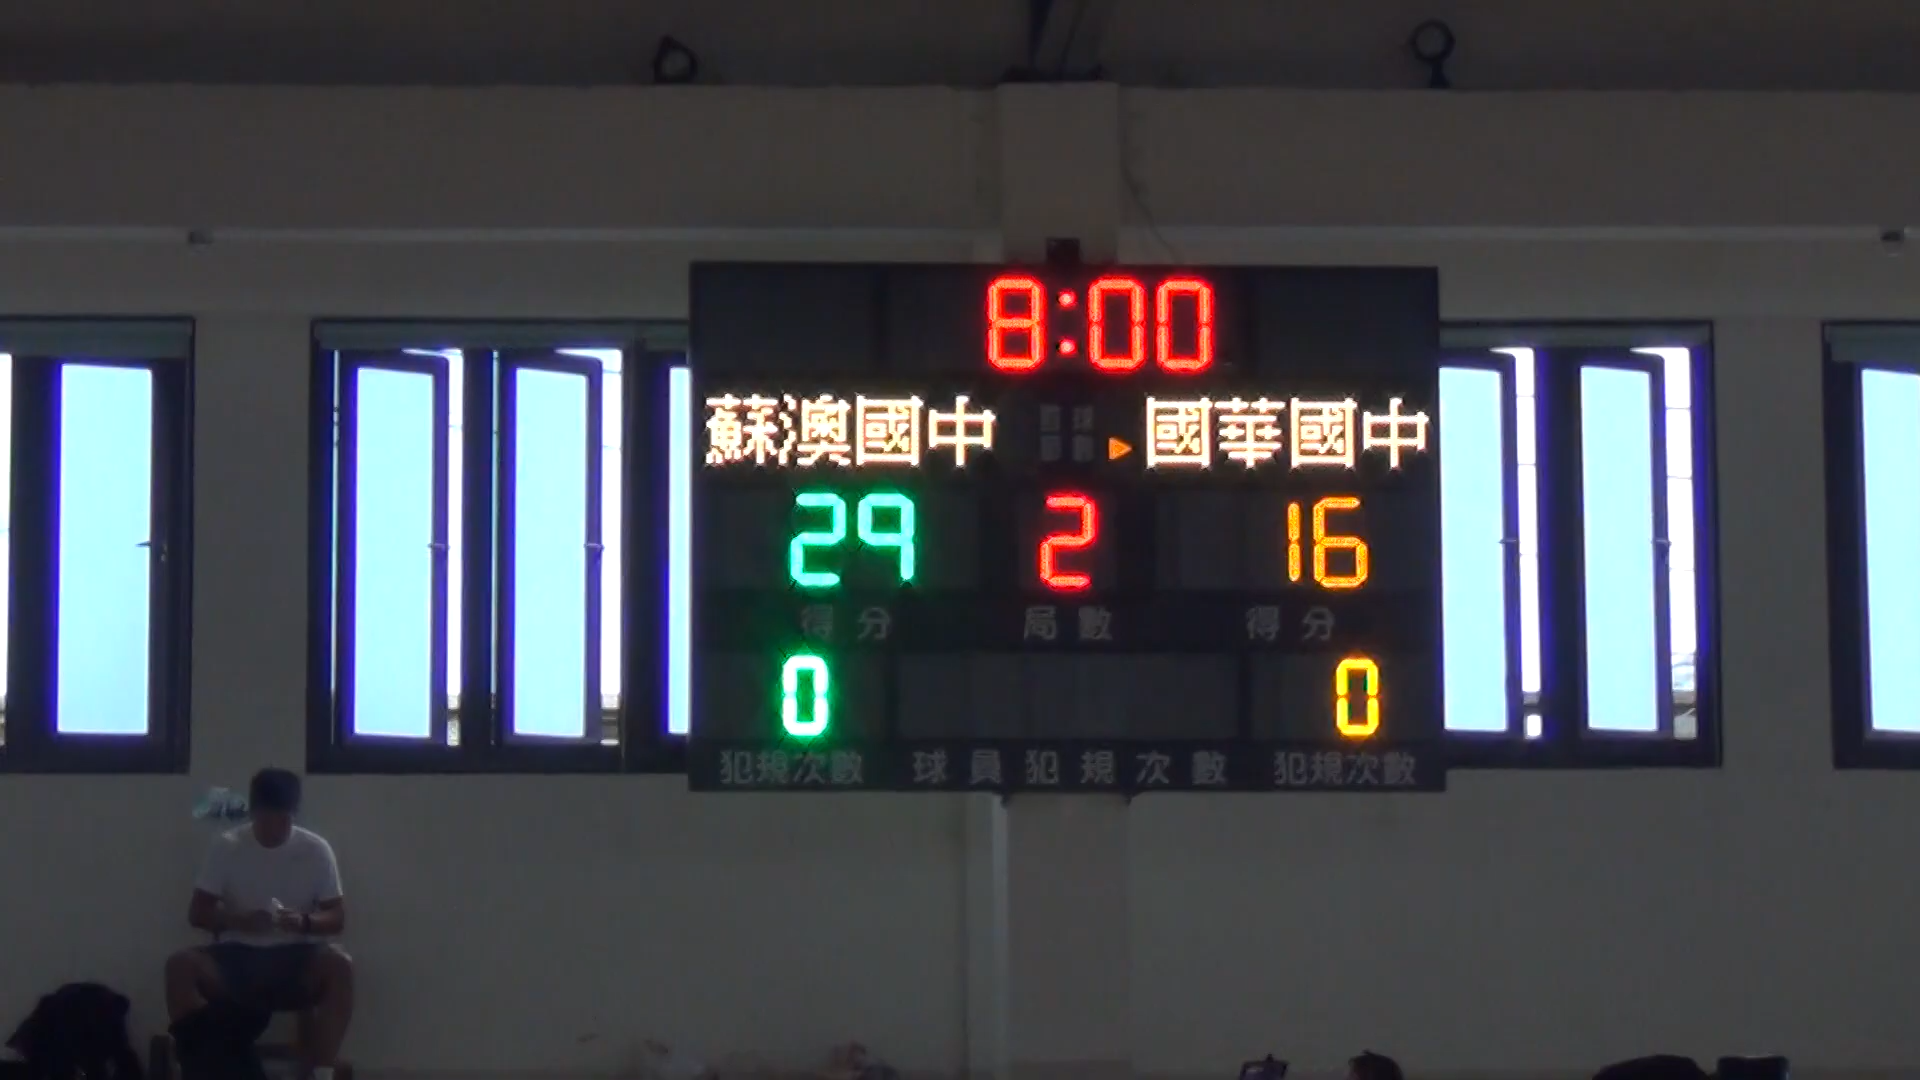 8:00
蘇澳國中 ▶ 國華國中
29 2 16
得分 局數 得分
0 0
犯規次數 球員犯規次數 犯規次數